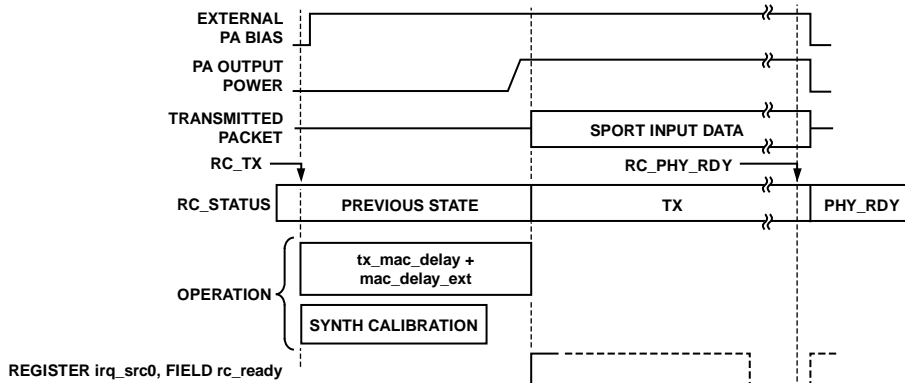 EXTERNAL
PA BIAS
PA OUTPUT
POWER
TRANSMITTED
PACKET
SPORT INPUT DATA
RC_TX
RC_PHY_RDY
RC_STATUS
PREVIOUS STATE
TX
PHY_RDY
tx_mac_delay +
mac_delay_ext
OPERATION
SYNTH CALIBRATION
REGISTER irq_src0, FIELD rc_ready